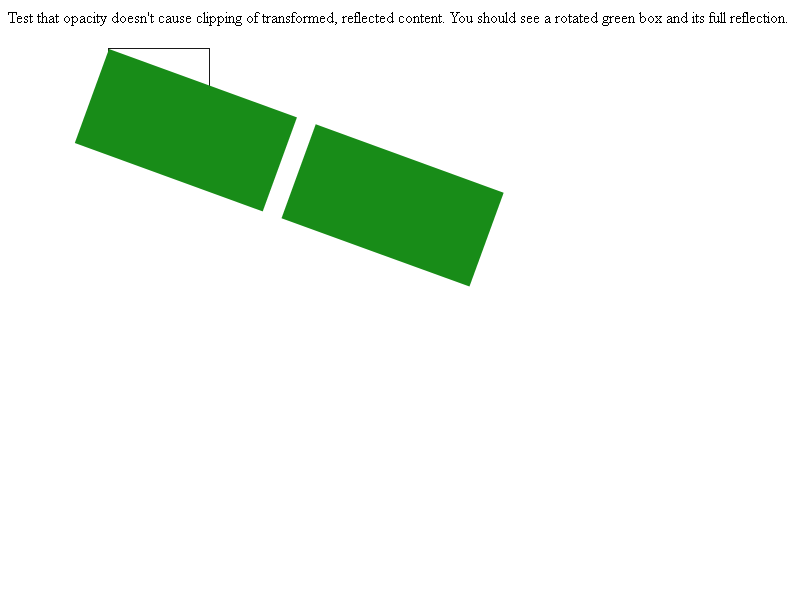 Test that opacity doesn't cause clipping of transformed, reflected content. You should see a rotated green box and its full reflection.